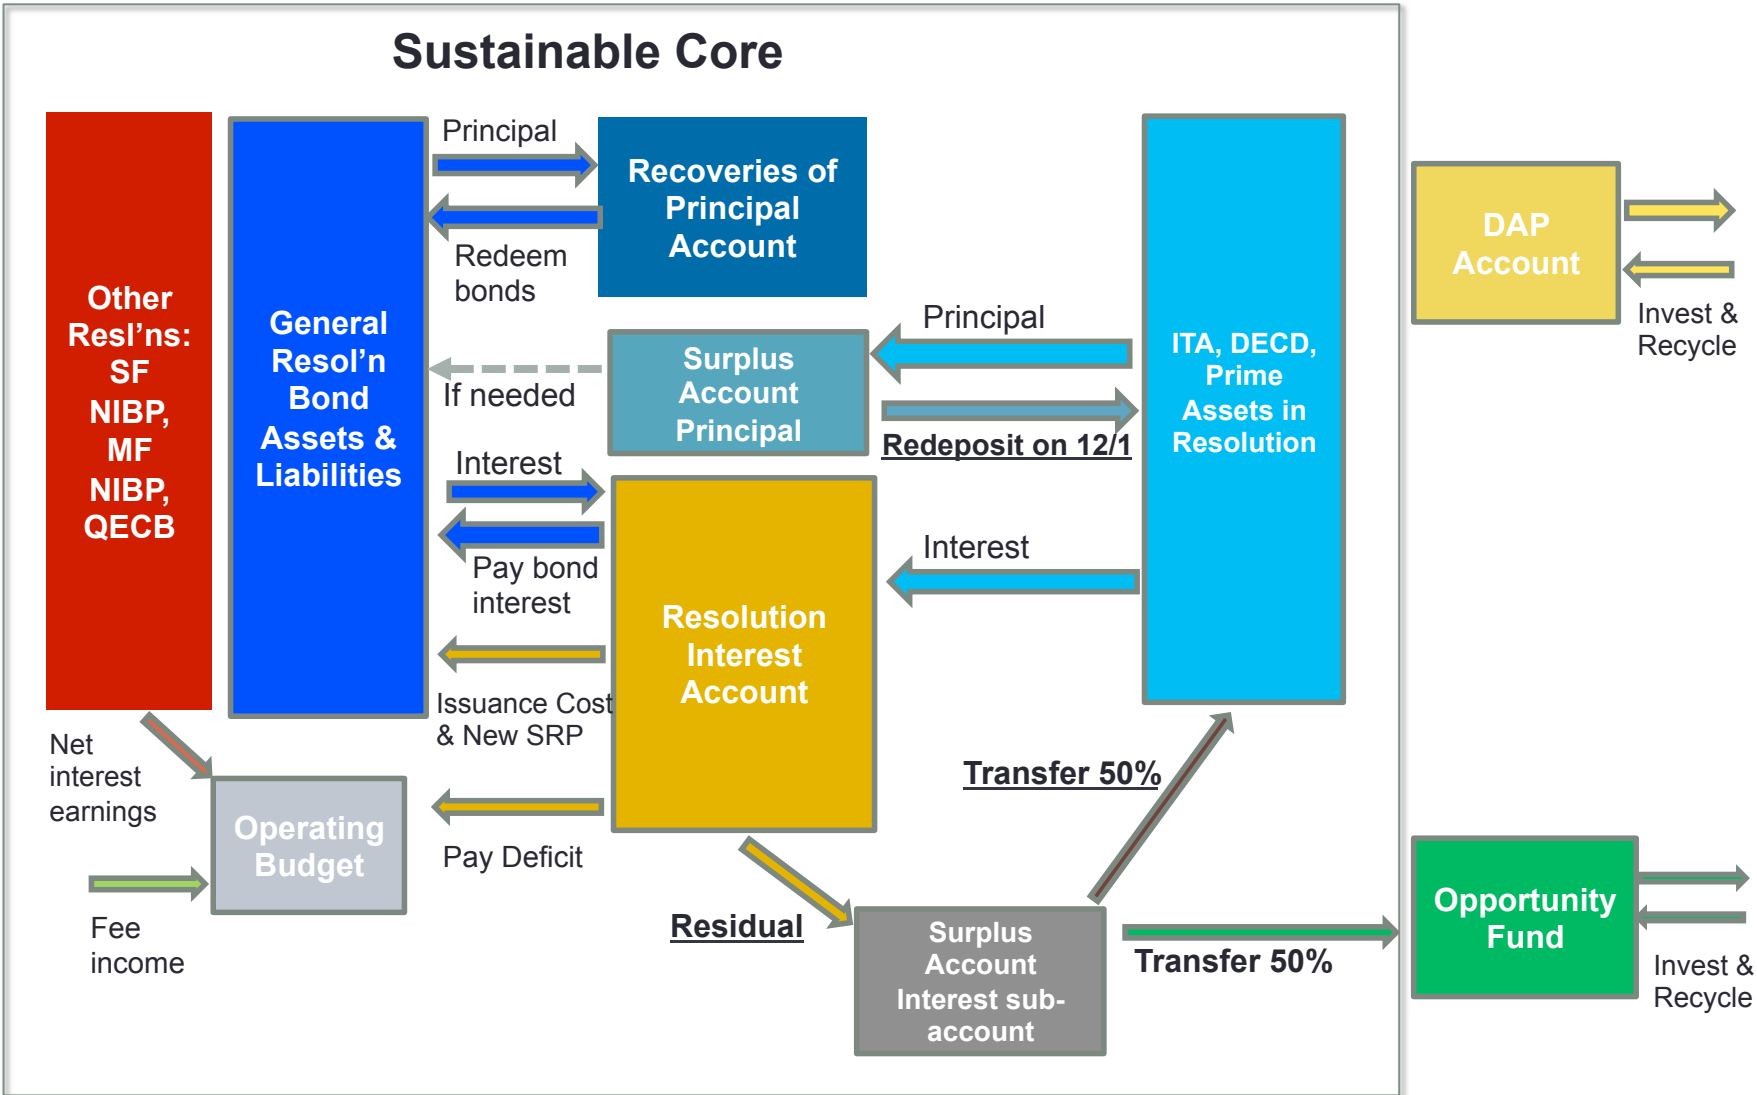 Sustainable Core
Other
Resl'ns:
SF
NIBP,
MF
NIBP,
QECB
General
Resol'n
Bond
Assets &
Liabilities
Principal
Redeem
bonds
Recoveries of
Principal
Account
If needed
Surplus
Account
Principal
Principal
Redeposit on 12/1
ITA, DECD,
Prime
Assets in
Resolution
DAP
Account
Invest &
Recycle
Interest
Pay bond
interest
Issuance Cost
& New SRP
Pay Deficit
Resolution
Interest
Account
Interest
Net
interest
earnings
Operating
Budget
Fee
income
Residual
Surplus
Account
Interest sub-
account
Transfer 50%
Transfer 50%
Opportunity
Fund
Invest &
Recycle